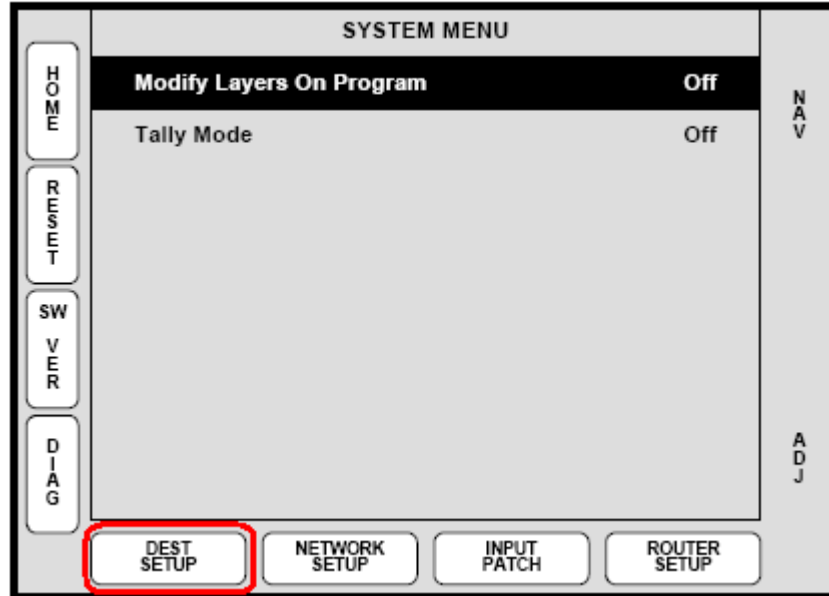 SYSTEM MENU
HOME
Modify Layers On Program Off
NAV
Tally Mode Off
RESET
SW VER
DIAG
ADJ
DEST SETUP
NETWORK SETUP
INPUT PATCH
ROUTER SETUP